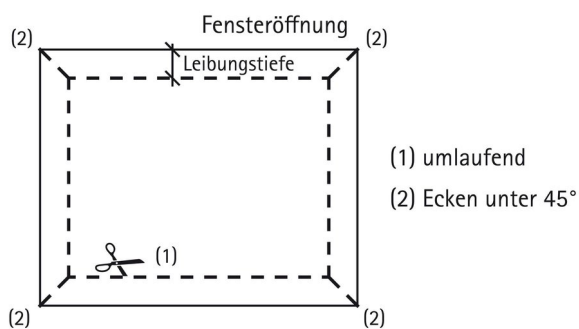 Fensteröffnung
(2) (2)
Leibungstiefe
(1) umlaufend
(2) Ecken unter 45°
(1)
(2) (2)